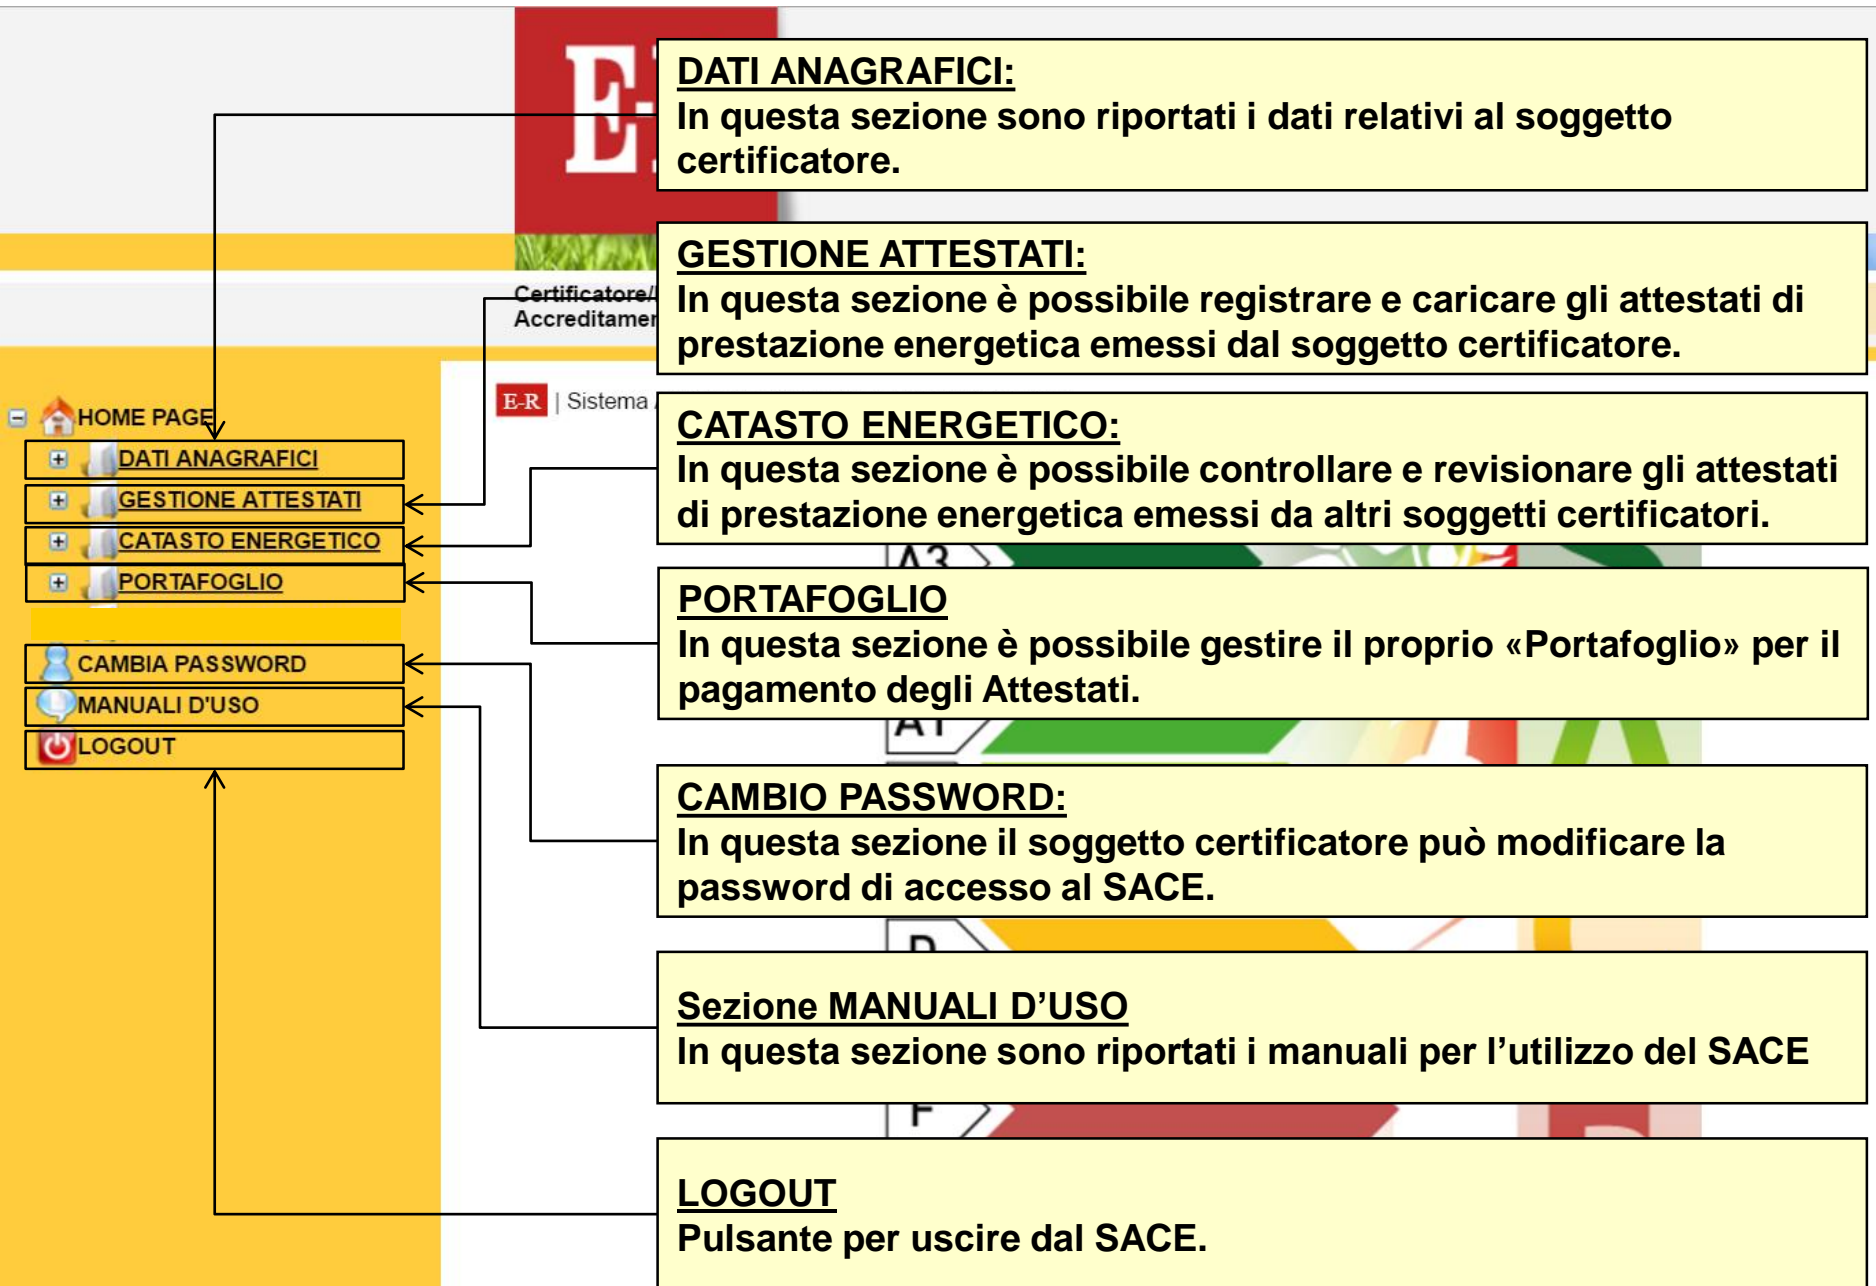 DATI ANAGRAFICI:
In questa sezione sono riportati i dati relativi al soggetto
certificatore.
GESTIONE ATTESTATI:
In questa sezione è possibile registrare e caricare gli attestati di
prestazione energetica emessi dal soggetto certificatore.
Certificatore/
E-R | Sistema
HOME PAGE
DATI ANAGRAFICI
GESTIONE ATTESTATI
CATASTO ENERGETICO
PORTAFOGLIO
CAMBIA PASSWORD
MANUALI D'USO
LOGOUT
CATASTO ENERGETICO:
In questa sezione è possibile controllare e revisionare gli attestati
di prestazione energetica emessi da altri soggetti certificatori.
A3
PORTAFOGLIO
In questa sezione è possibile gestire il proprio «Portafoglio» per il
pagamento degli Attestati.
A1
CAMBIO PASSWORD:
In questa sezione il soggetto certificatore può modificare la
password di accesso al SACE.
D
Sezione MANUALI D’USO
In questa sezione sono riportati i manuali per l’utilizzo del SACE
F
LOGOUT
Pulsante per uscire dal SACE.